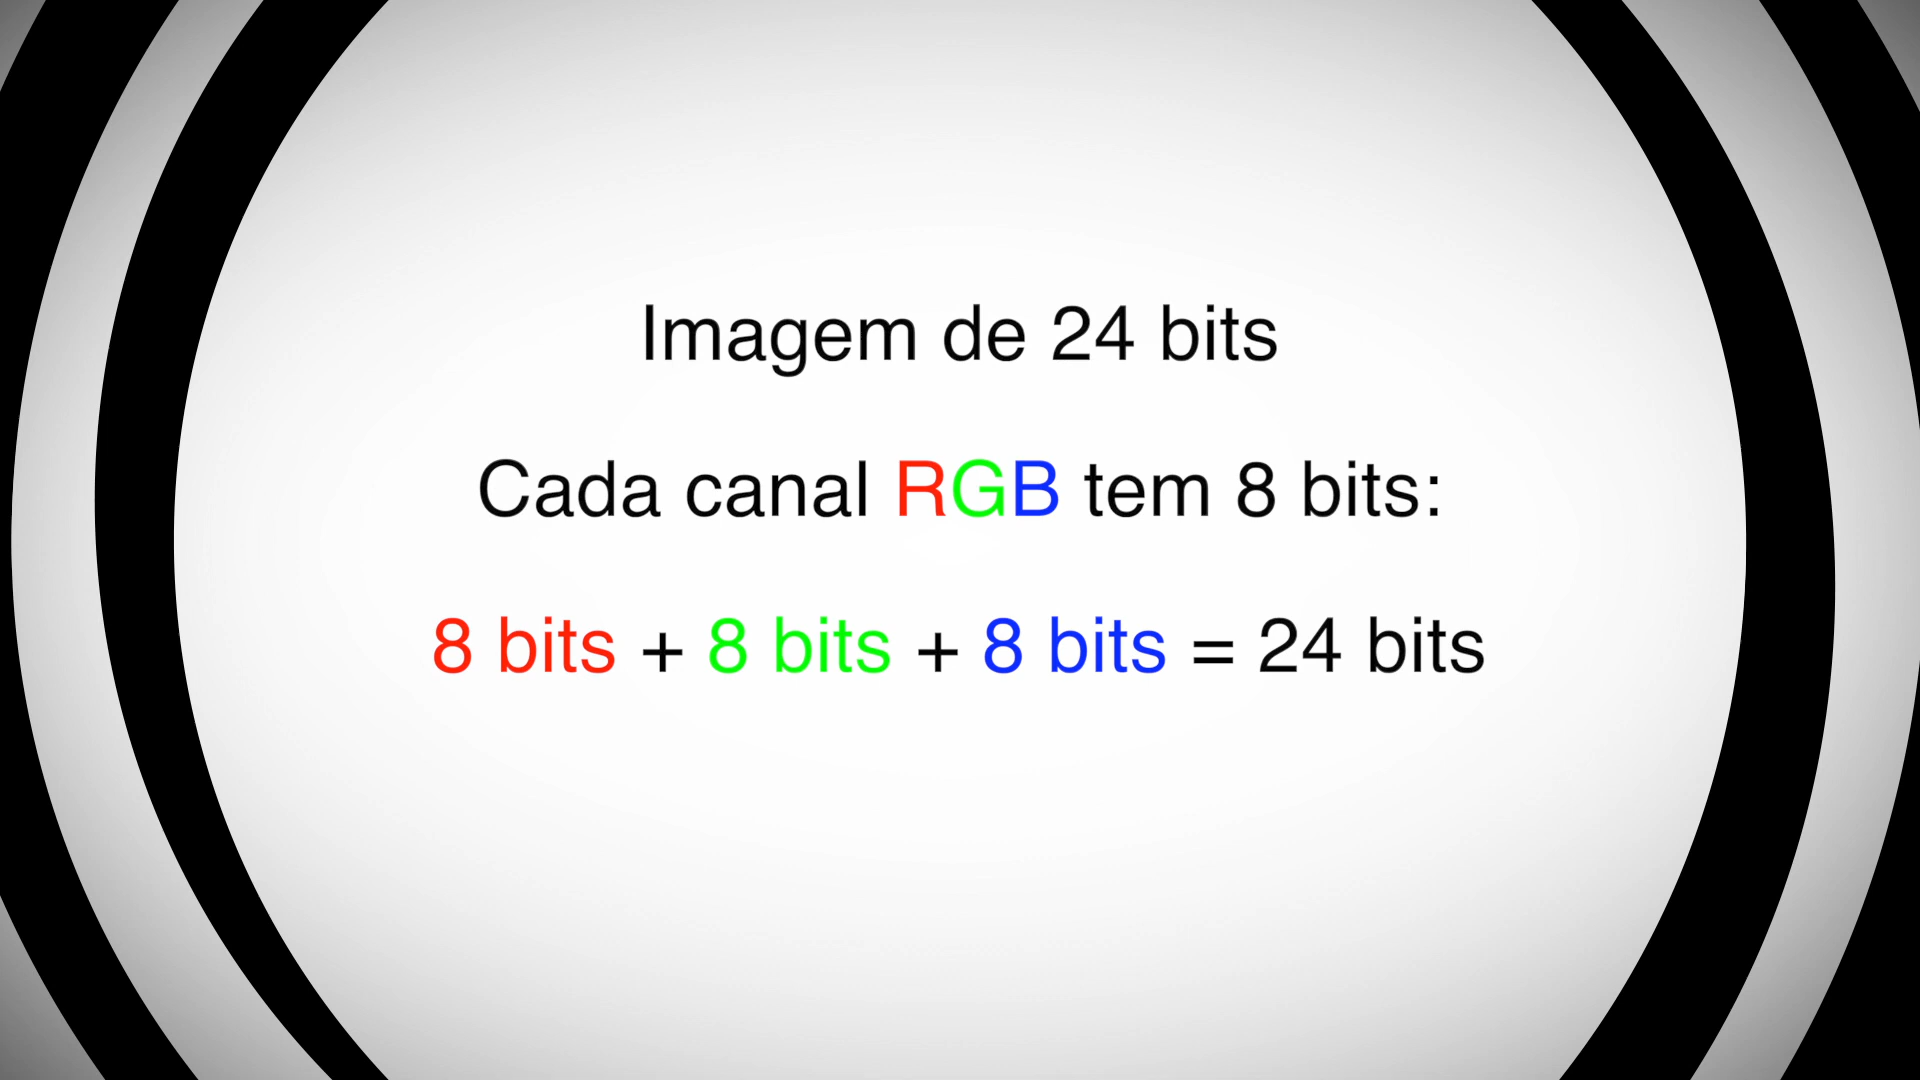 Imagem de 24 bits
Cada canal RGB tem 8 bits:
8 bits + 8 bits + 8 bits = 24 bits